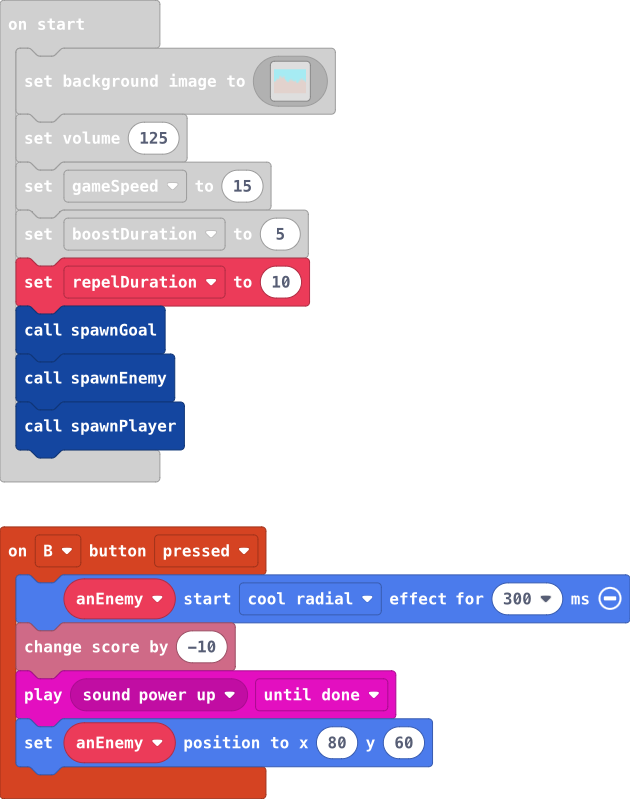 on start
set background image to
set volume 125
set gameSpeed to 15
set boostDuration to 5
set repelDuration to 10
call spawnGoal
call spawnEnemy
call spawnPlayer
on B button pressed
anEnemy start cool radial effect for 300 ms
change score by −10
play sound power up until done
set anEnemy position to x 80 y 60